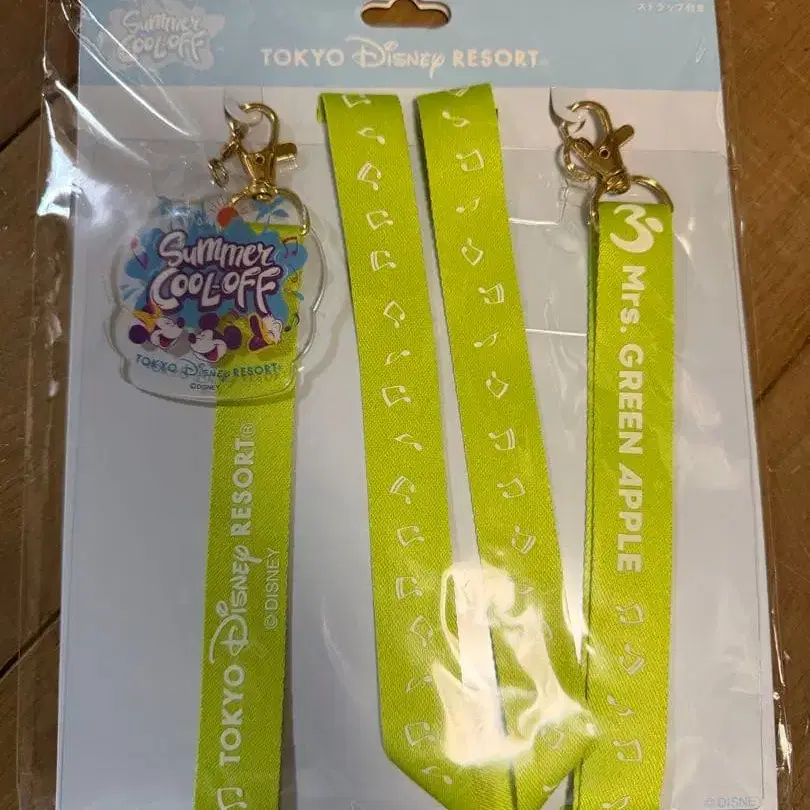 Summer
COOL-OFF
TOKYO Disney RESORT®
ストラップ付き
Summer
COOL-OFF
TOKYO Disney RESORT®
©DISNEY
TOKYO Disney RESORT®
©DISNEY
Mrs. GREEN APPLE
©DISNEY